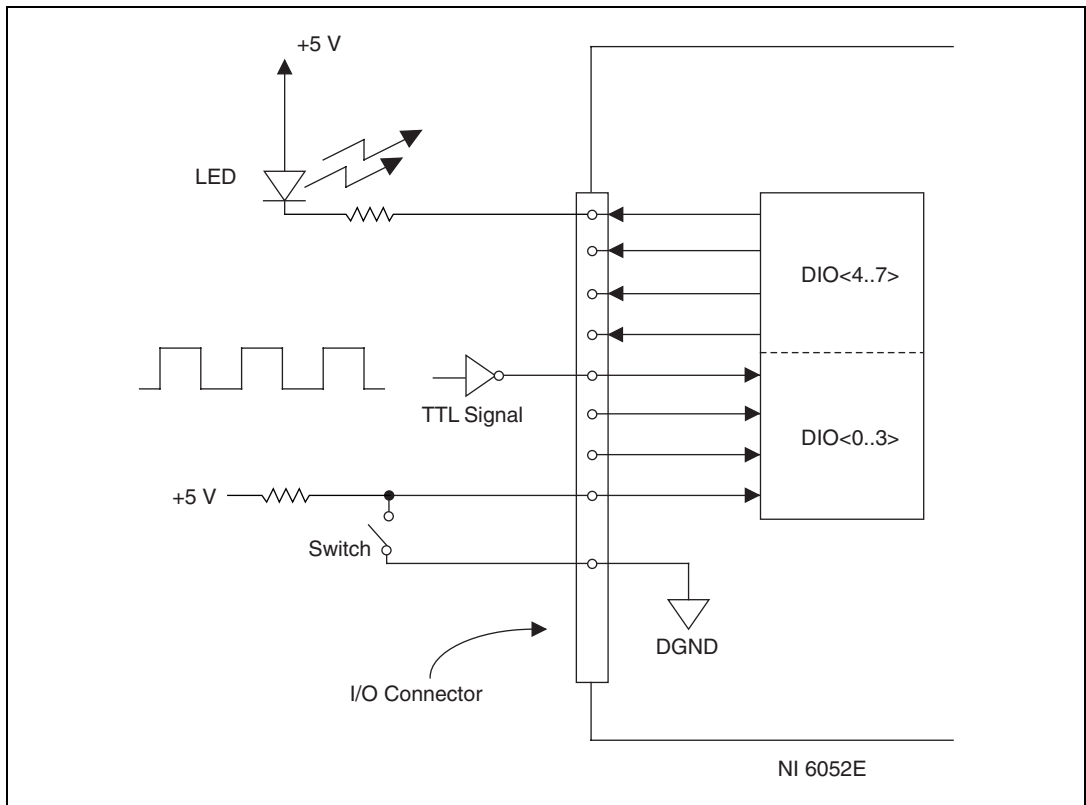 +5 V
LED
DIO<4..7>
TTL Signal
DIO<0..3>
+5 V
Switch
DGND
I/O Connector
NI 6052E